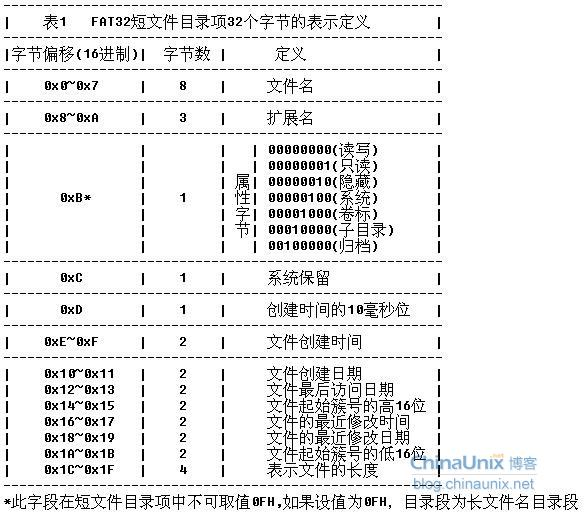 表1 FAT32短文件目录项32个字节的表示定义
字节偏移(16进制) 字节数 定义
0x0~0x7 8 文件名
0x8~0xA 3 扩展名
00000000(读写)
00000001(只读)
属 00000010(隐藏)
0xB* 1 性 00000100(系统)
字 00001000(卷标)
节 00010000(子目录)
00100000(归档)
0xC 1 系统保留
0xD 1 创建时间的10毫秒位
0xE~0xF 2 文件创建时间
0x10~0x11 2 文件创建日期
0x12~0x13 2 文件最后访问日期
0x14~0x15 2 文件起始簇号的高16位
0x16~0x17 2 文件的最近修改时间
0x18~0x19 2 文件的最近修改日期
0x1A~0x1B 2 文件起始簇号的低16位
0x1C~0x1F 4 表示文件的长度
ChinaUnix 博客
blog.chinaunix.net
*此字段在短文件目录项中不可取值0FH,如果设值为0FH, 目录段为长文件名目录段